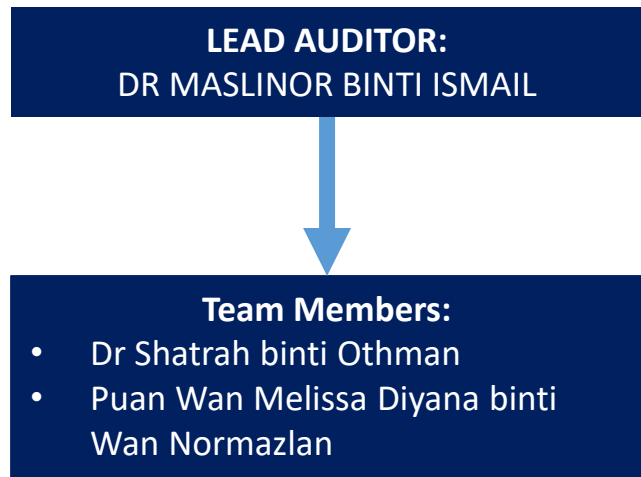 LEAD AUDITOR:
DR MASLINOR BINTI ISMAIL
Team Members:
• Dr Shatrah binti Othman
• Puan Wan Melissa Diyana binti
Wan Normazlan